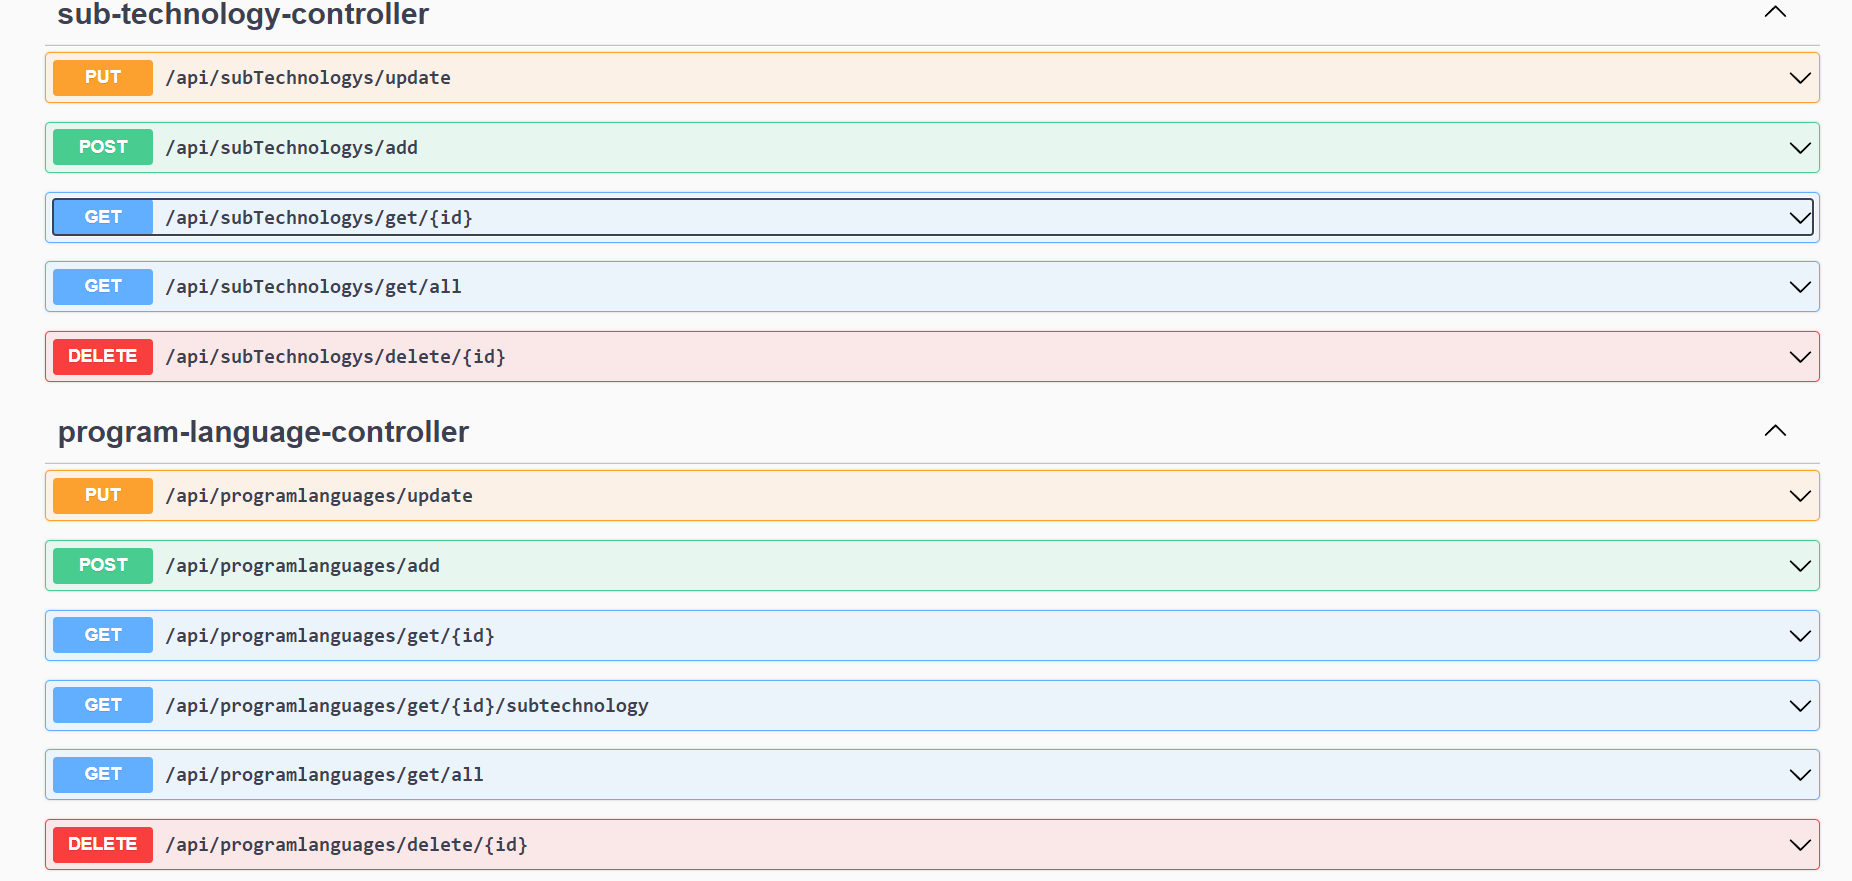 sub-technology-controller
PUT /api/subTechnologys/update
POST /api/subTechnologys/add
GET /api/subTechnologys/get/{id}
GET /api/subTechnologys/get/all
DELETE /api/subTechnologys/delete/{id}
program-language-controller
PUT /api/programlanguages/update
POST /api/programlanguages/add
GET /api/programlanguages/get/{id}
GET /api/programlanguages/get/{id}/subtechnology
GET /api/programlanguages/get/all
DELETE /api/programlanguages/delete/{id}